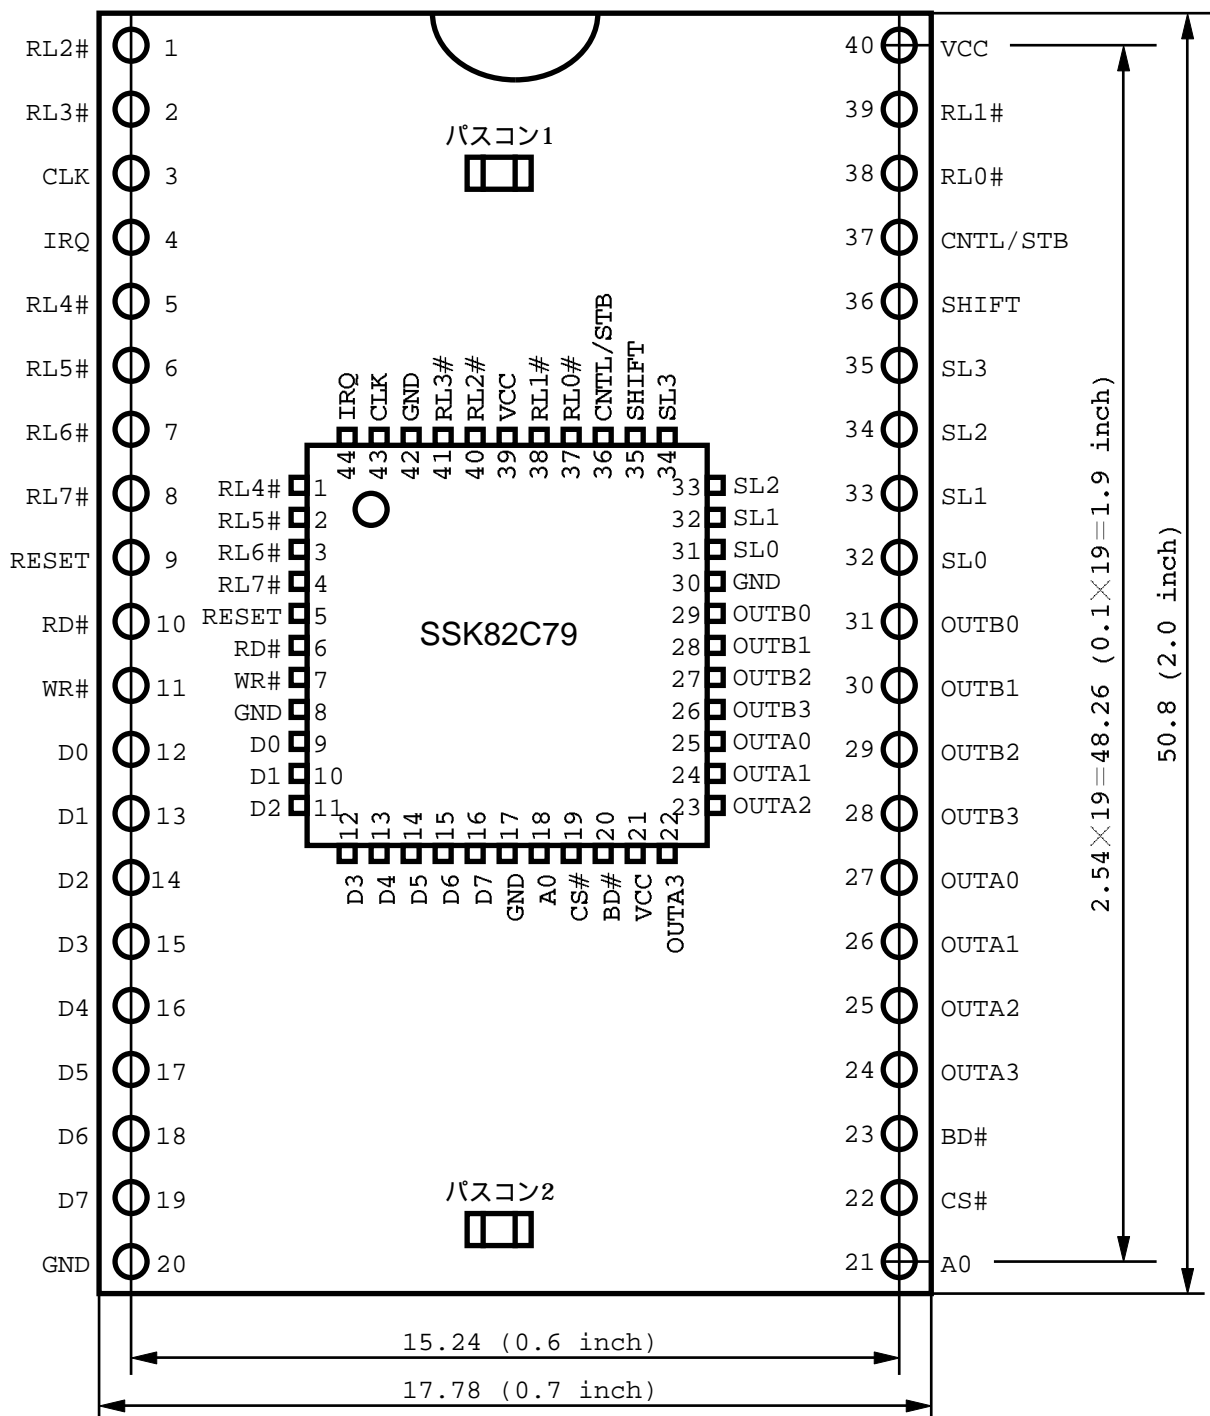 RL2# 1
RL3# 2
CLK 3
IRQ 4
RL4# 5
RL5# 6
RL6# 7
RL7# 8
RESET 9
RD# 10
WR# 11
D0 12
D1 13
D2 14
D3 15
D4 16
D5 17
D6 18
D7 19
GND 20
パスコン1
40 VCC
39 RL1#
38 RL0#
37 CNTL/STB
36 SHIFT
35 SL3
34 SL2
33 SL1
32 SL0
31 OUTB0
30 OUTB1
29 OUTB2
28 OUTB3
27 OUTA0
26 OUTA1
25 OUTA2
24 OUTA3
23 BD#
22 CS#
21 A0
IRQ 44
CLK 43
GND 42
RL3# 41
RL2# 40
VCC 39
RL1# 38
RL0# 37
CNTL/STB 36
SHIFT 35
SL3 34
RL4# 1
RL5# 2
RL6# 3
RL7# 4
RESET 5
RD# 6
WR# 7
GND 8
D0 9
D1 10
D2 11
SSK82C79
33 SL2
32 SL1
31 SL0
30 GND
29 OUTB0
28 OUTB1
27 OUTB2
26 OUTB3
25 OUTA0
24 OUTA1
23 OUTA2
12 D3
13 D4
14 D5
15 D6
16 D7
17 GND
18 A0
19 CS#
20 BD#
21 VCC
22 OUTA3
パスコン2
2.54×19=48.26 (0.1×19=1.9 inch)
50.8 (2.0 inch)
15.24 (0.6 inch)
17.78 (0.7 inch)